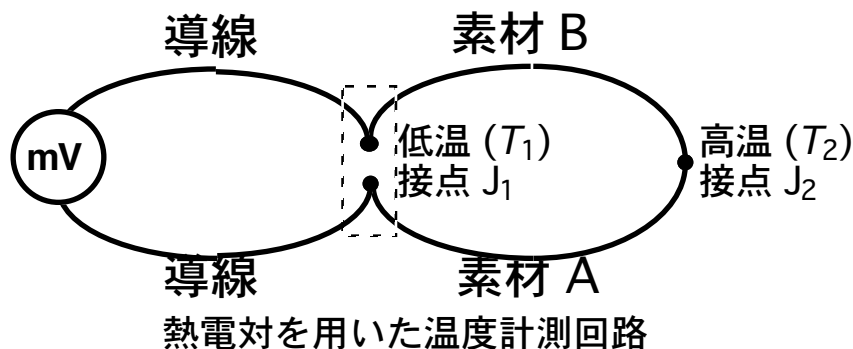 導線
素材 B
mV
低温 (T₁)
接点 J₁
高温 (T₂)
接点 J₂
導線
素材 A
熱電対を用いた温度計測回路